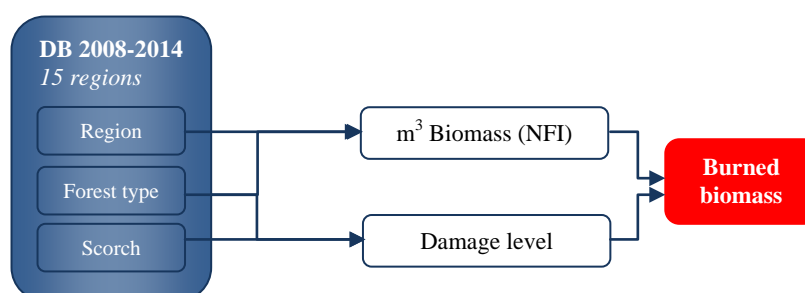 DB 2008-2014
15 regions
Region
Forest type
Scorch
m³ Biomass (NFI)
Damage level
Burned
biomass